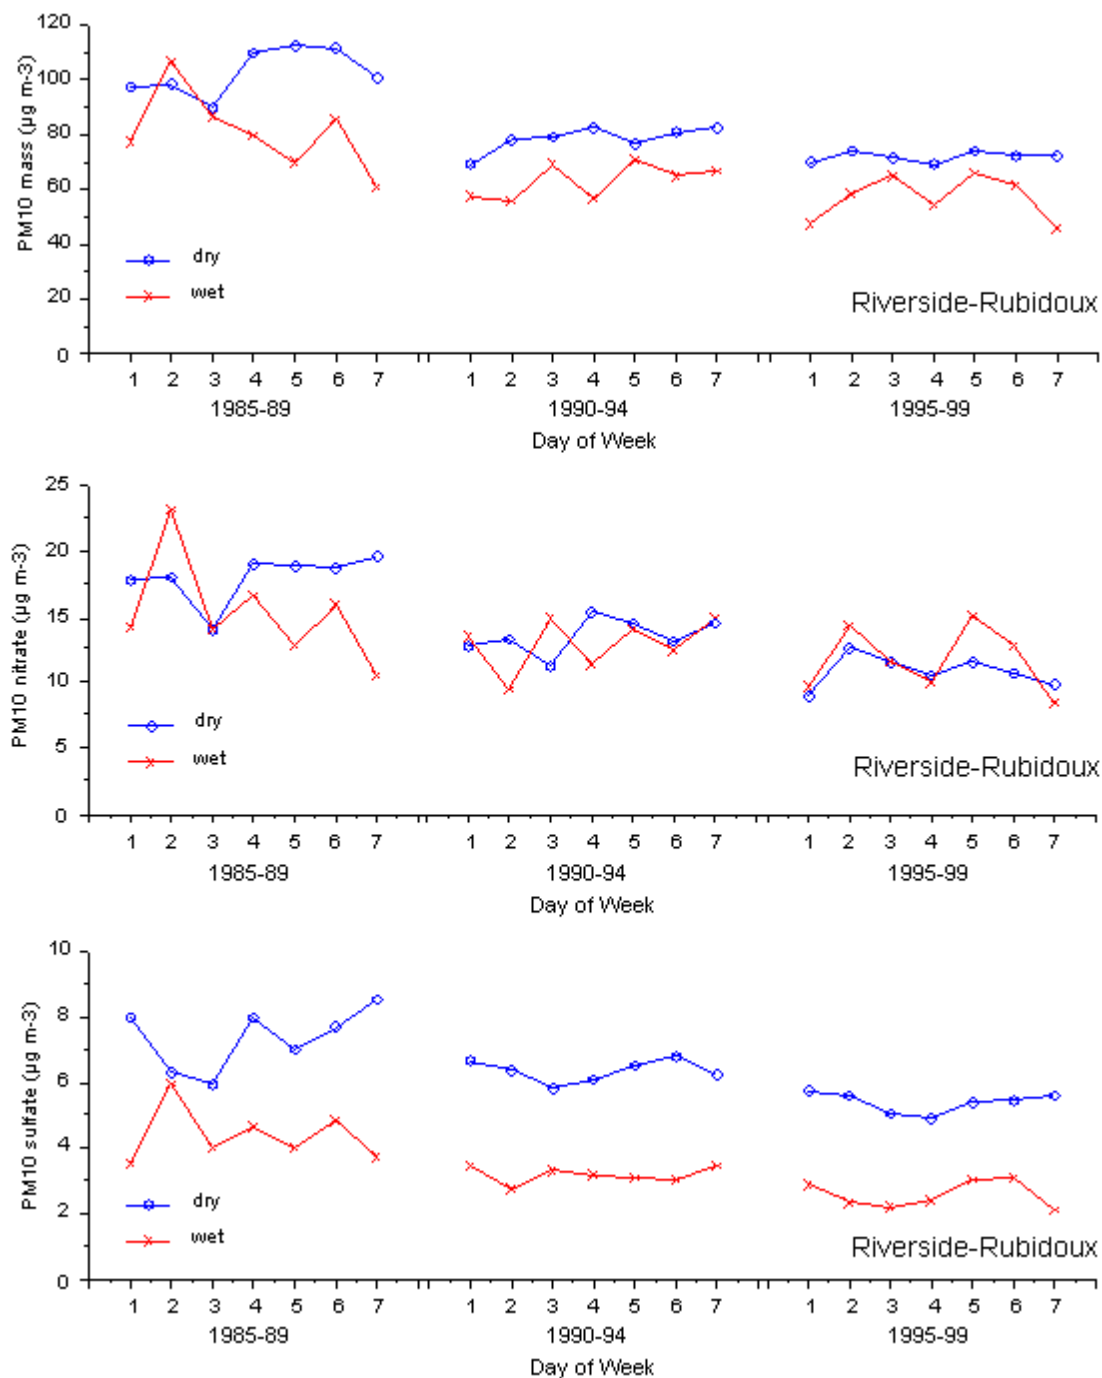 120
100
80
60
40
20
0
PM10 mass (µg m-3)
dry
wet
Riverside-Rubidoux
1 2 3 4 5 6 7 1 2 3 4 5 6 7 1 2 3 4 5 6 7
1985-89 1990-94 1995-99
Day of Week
25
20
15
10
5
0
PM10 nitrate (µg m-3)
dry
wet
Riverside-Rubidoux
1 2 3 4 5 6 7 1 2 3 4 5 6 7 1 2 3 4 5 6 7
1985-89 1990-94 1995-99
Day of Week
10
8
6
4
2
0
PM10 sulfate (µg m-3)
dry
wet
Riverside-Rubidoux
1 2 3 4 5 6 7 1 2 3 4 5 6 7 1 2 3 4 5 6 7
1985-89 1990-94 1995-99
Day of Week